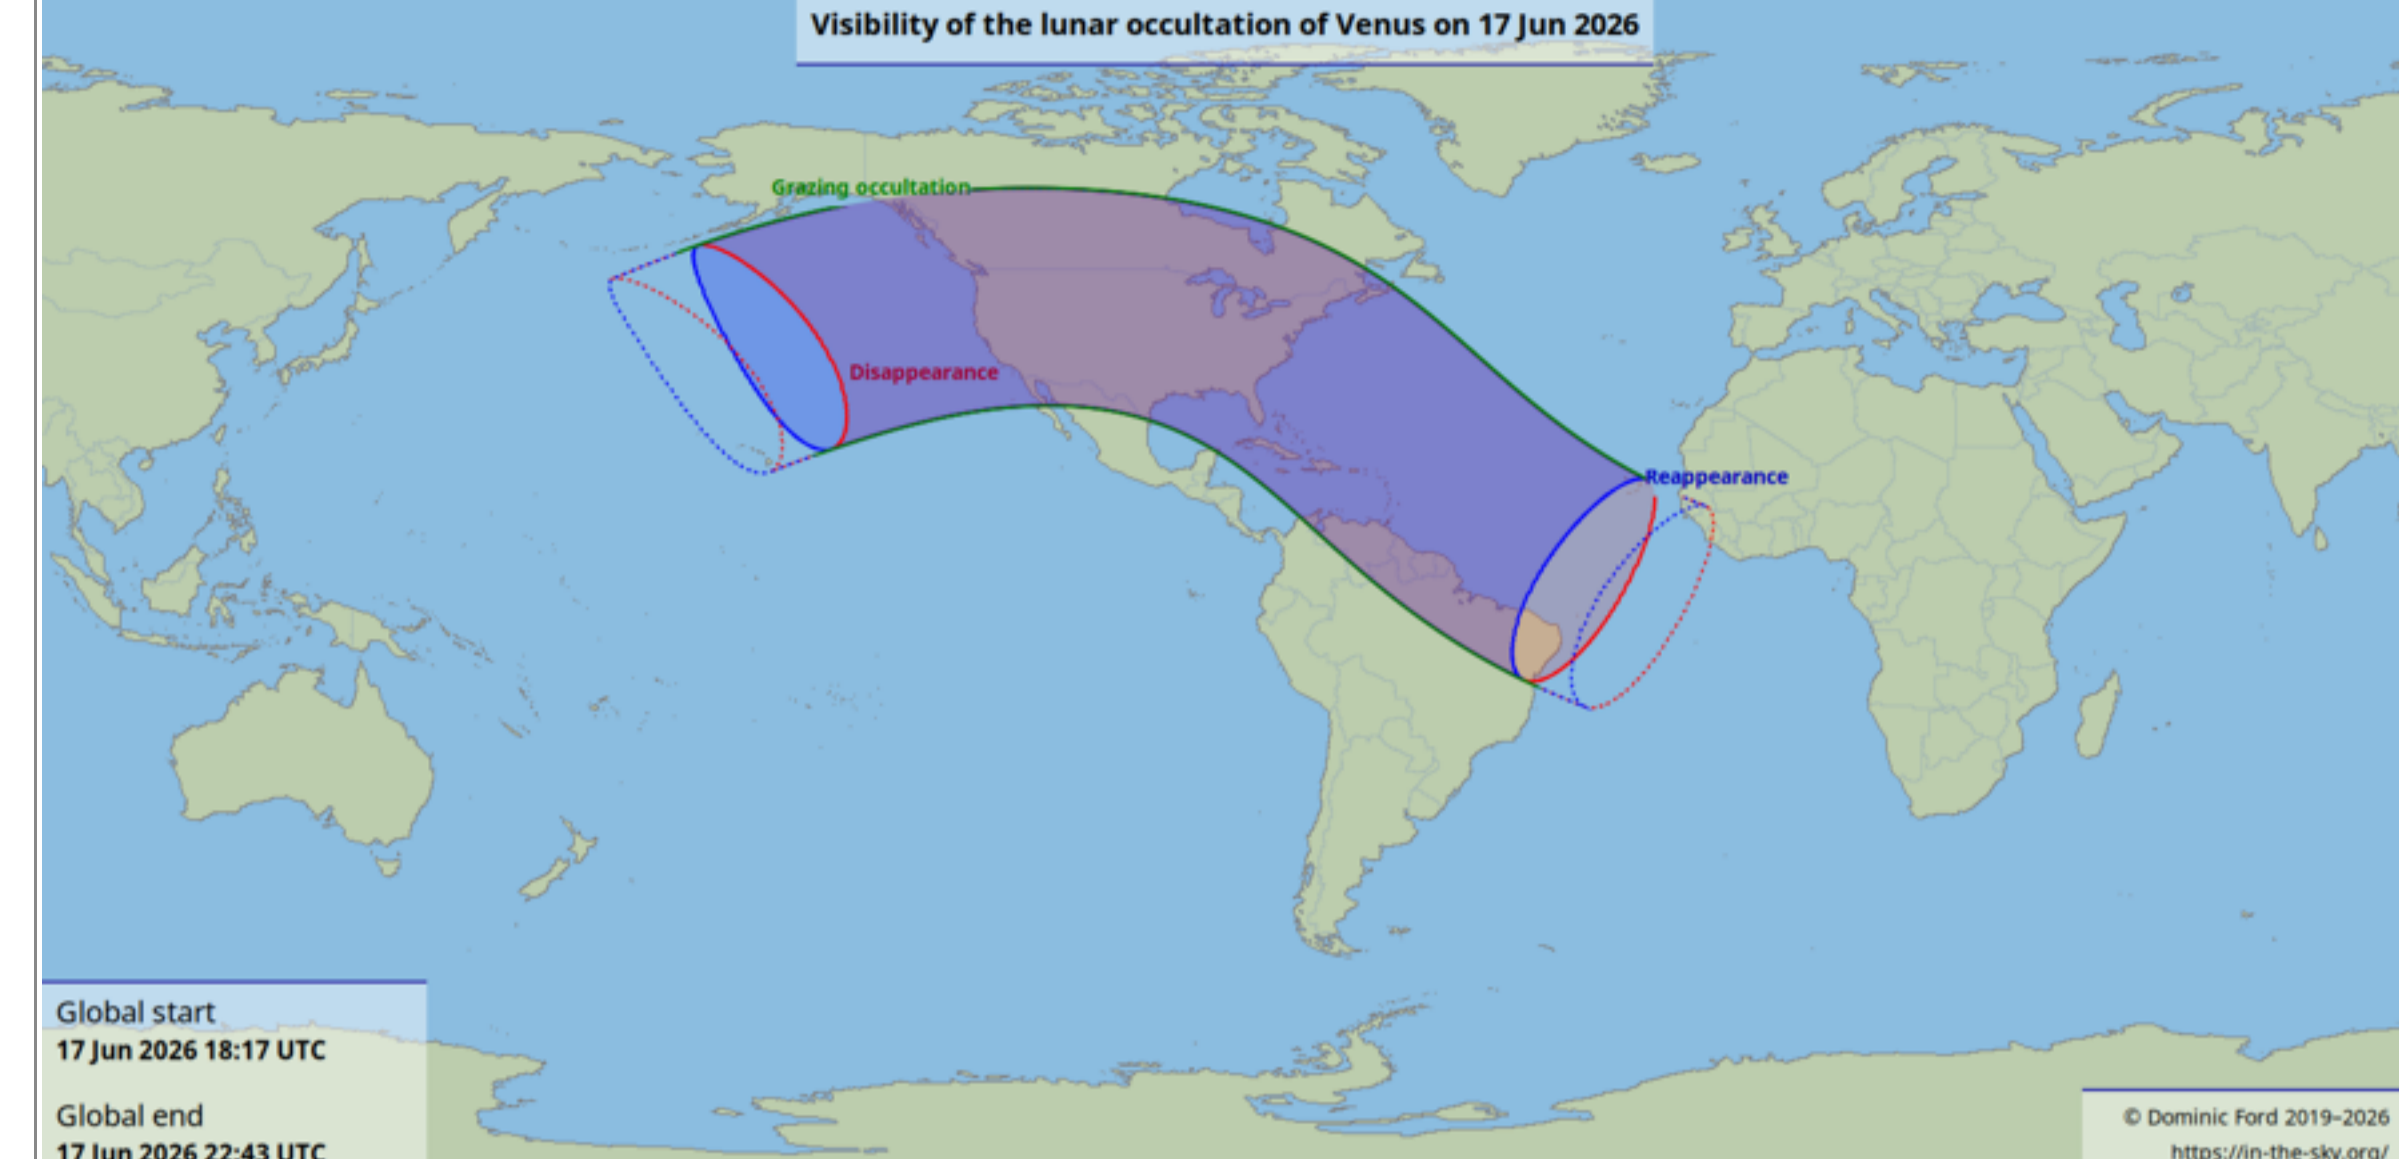 Visibility of the lunar occultation of Venus on 17 Jun 2026
Grazing occultation
Disappearance
Reappearance
Global start
17 Jun 2026 18:17 UTC
Global end
17 Jun 2026 22:43 UTC
© Dominic Ford 2019–2026
https://in-the-sky.org/